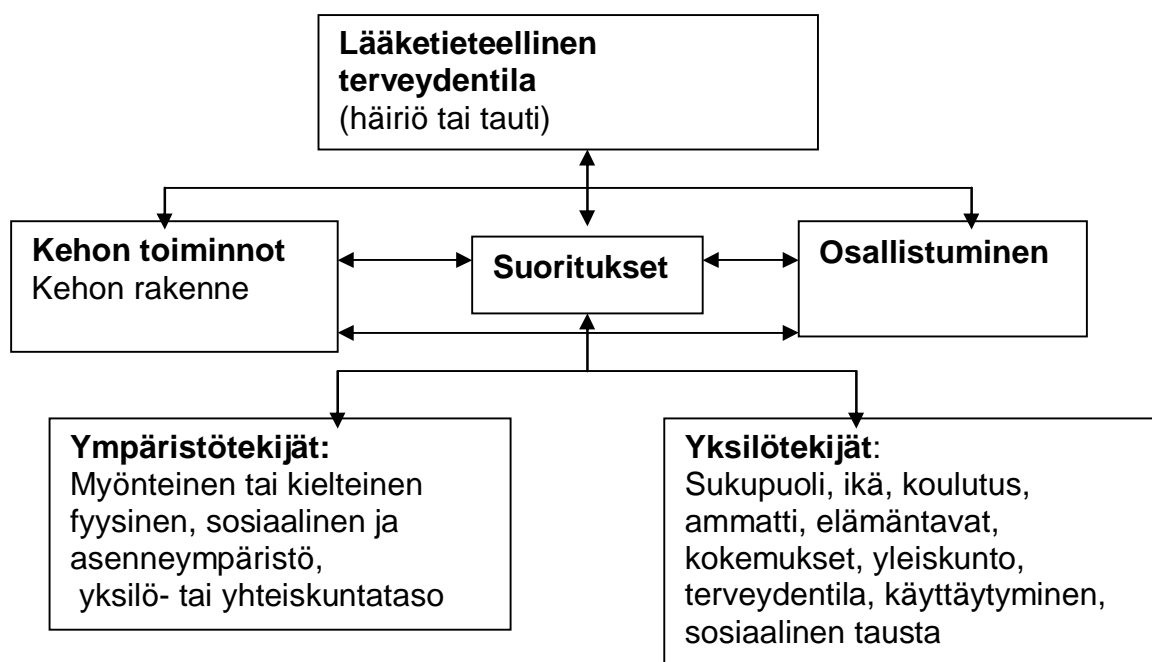 Lääketieteellinen
terveydentila
(häiriö tai tauti)
Kehon toiminnot
Kehon rakenne
Suoritukset
Osallistuminen
Ympäristötekijät:
Myönteinen tai kielteinen
fyysinen, sosiaalinen ja
asenneympäristö,
yksilö- tai yhteiskuntataso
Yksilötekijät:
Sukupuoli, ikä, koulutus,
ammatti, elämäntavat,
kokemukset, yleiskunto,
terveydentila, käyttäytyminen,
sosiaalinen tausta